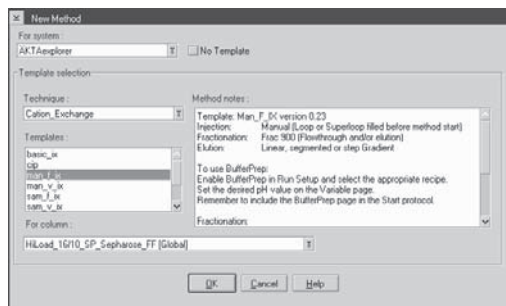 New Method
For system :
AKTAexplorer
No Template
Template selection
Technique :
Cation_Exchange
Templates :
basic_ix
cip
man_f_ix
man_v_ix
sam_f_ix
sam_v_ix
Method notes :
Template: Man_F_IX version 0.23
Injection: Manual (Loop or Superloop filled before method start)
Fractionation: Frac 900 (Flowthrough and/or elution)
Elution: Linear, segmented or step Gradient
To use BufferPrep:
Enable BufferPrep in Run Setup and select the appropriate recipe.
Set the desired pH value on the Variable page.
Remember to include the BufferPrep page in the Start protocol.
Fractionation:
For column :
HiLoad_16/10_SP_Sepharose_FF [Global]
OK Cancel Help